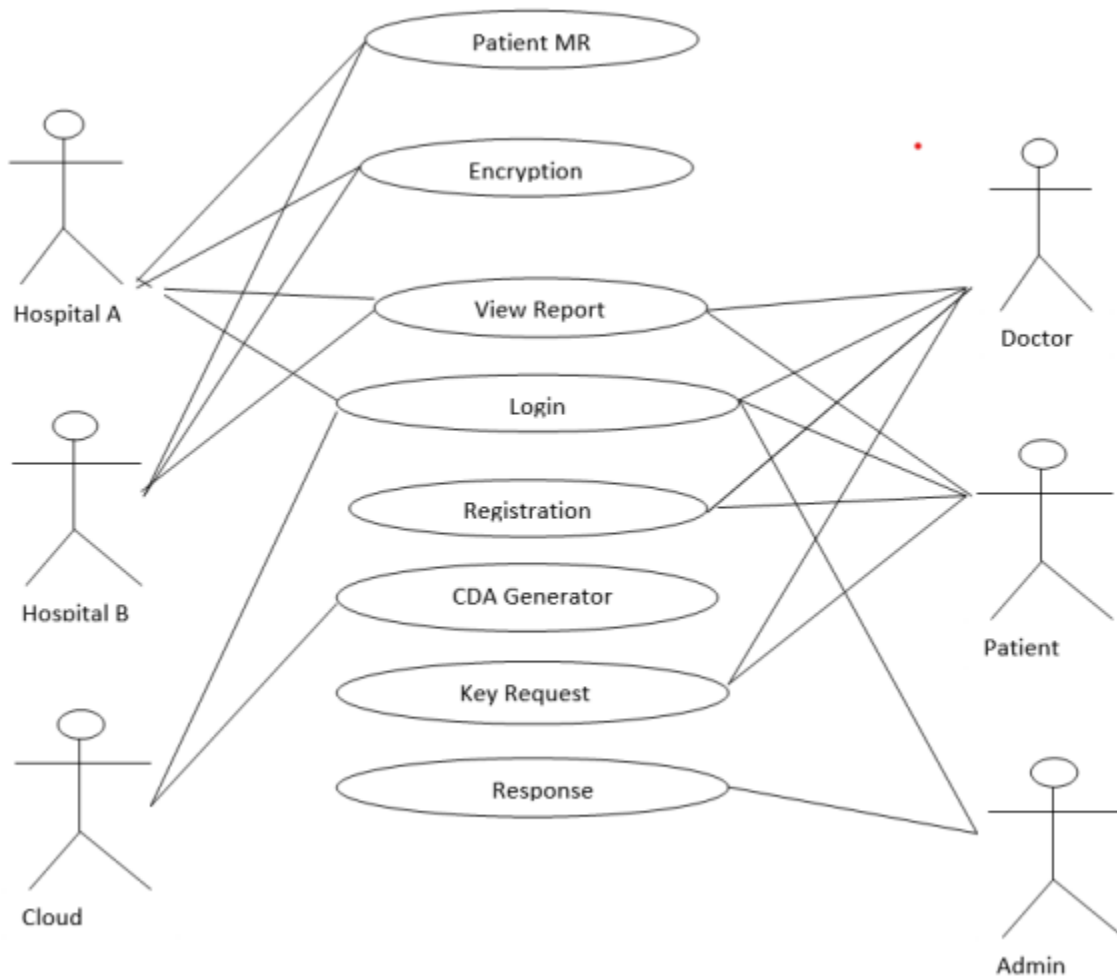 Patient MR
Encryption
Hospital A
View Report
Doctor
Login
Registration
Hospital B
CDA Generator
Patient
Key Request
Response
Cloud
Admin